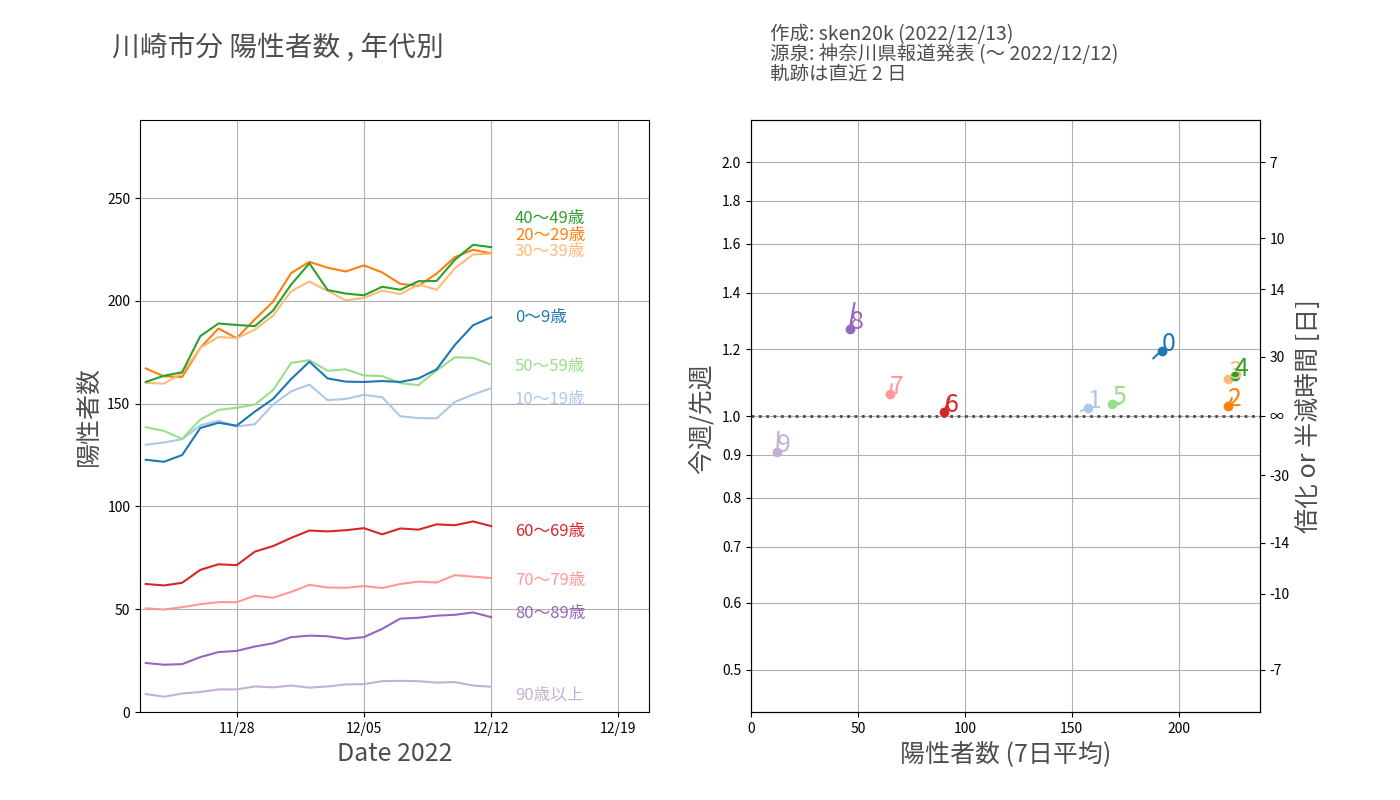 川崎市分 陽性者数 , 年代別
作成: sken20k (2022/12/13)
源泉: 神奈川県報道発表 (〜 2022/12/12)
軌跡は直近 2 日
陽性者数
250
200
150
100
50
0
40〜49歳
20〜29歳
30〜39歳
0〜9歳
50〜59歳
10〜19歳
60〜69歳
70〜79歳
80〜89歳
90歳以上
11/28
12/05
12/12
12/19
Date 2022
今週/先週
2.0
1.8
1.6
1.4
1.2
1.0
0.9
0.8
0.7
0.6
0.5
8
0
3
4
7
2
5
1
6
9
0
50
100
150
200
陽性者数 (7日平均)
7
10
14
30
∞
-30
-14
-10
-7
倍化 or 半減時間 [日]